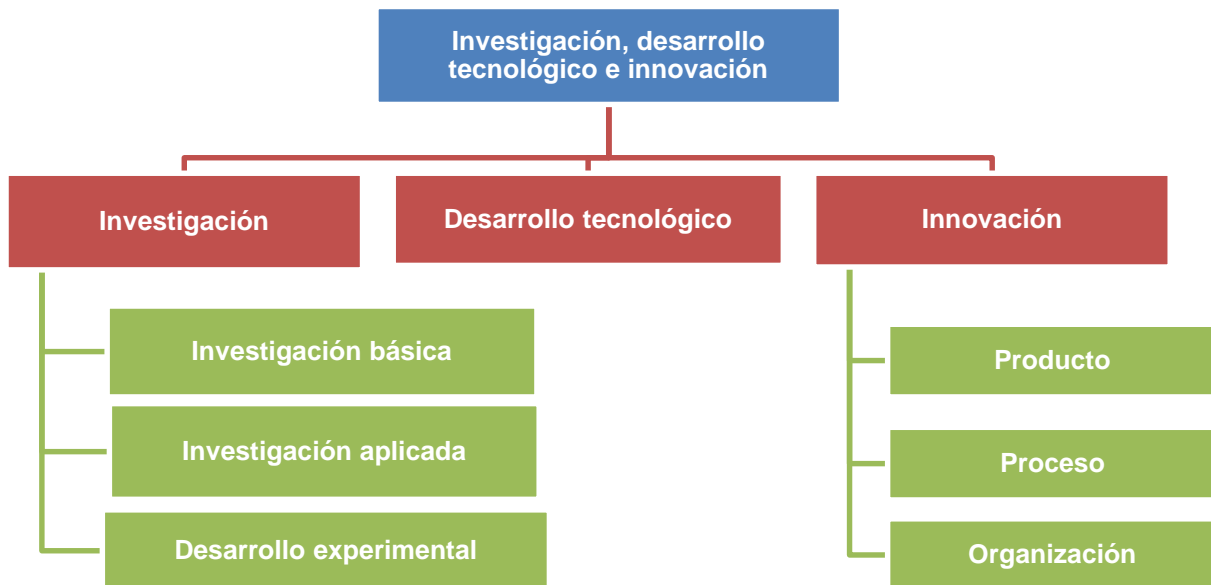 Investigación, desarrollo
tecnológico e innovación
Investigación
Desarrollo tecnológico
Innovación
Investigación básica
Investigación aplicada
Desarrollo experimental
Producto
Proceso
Organización